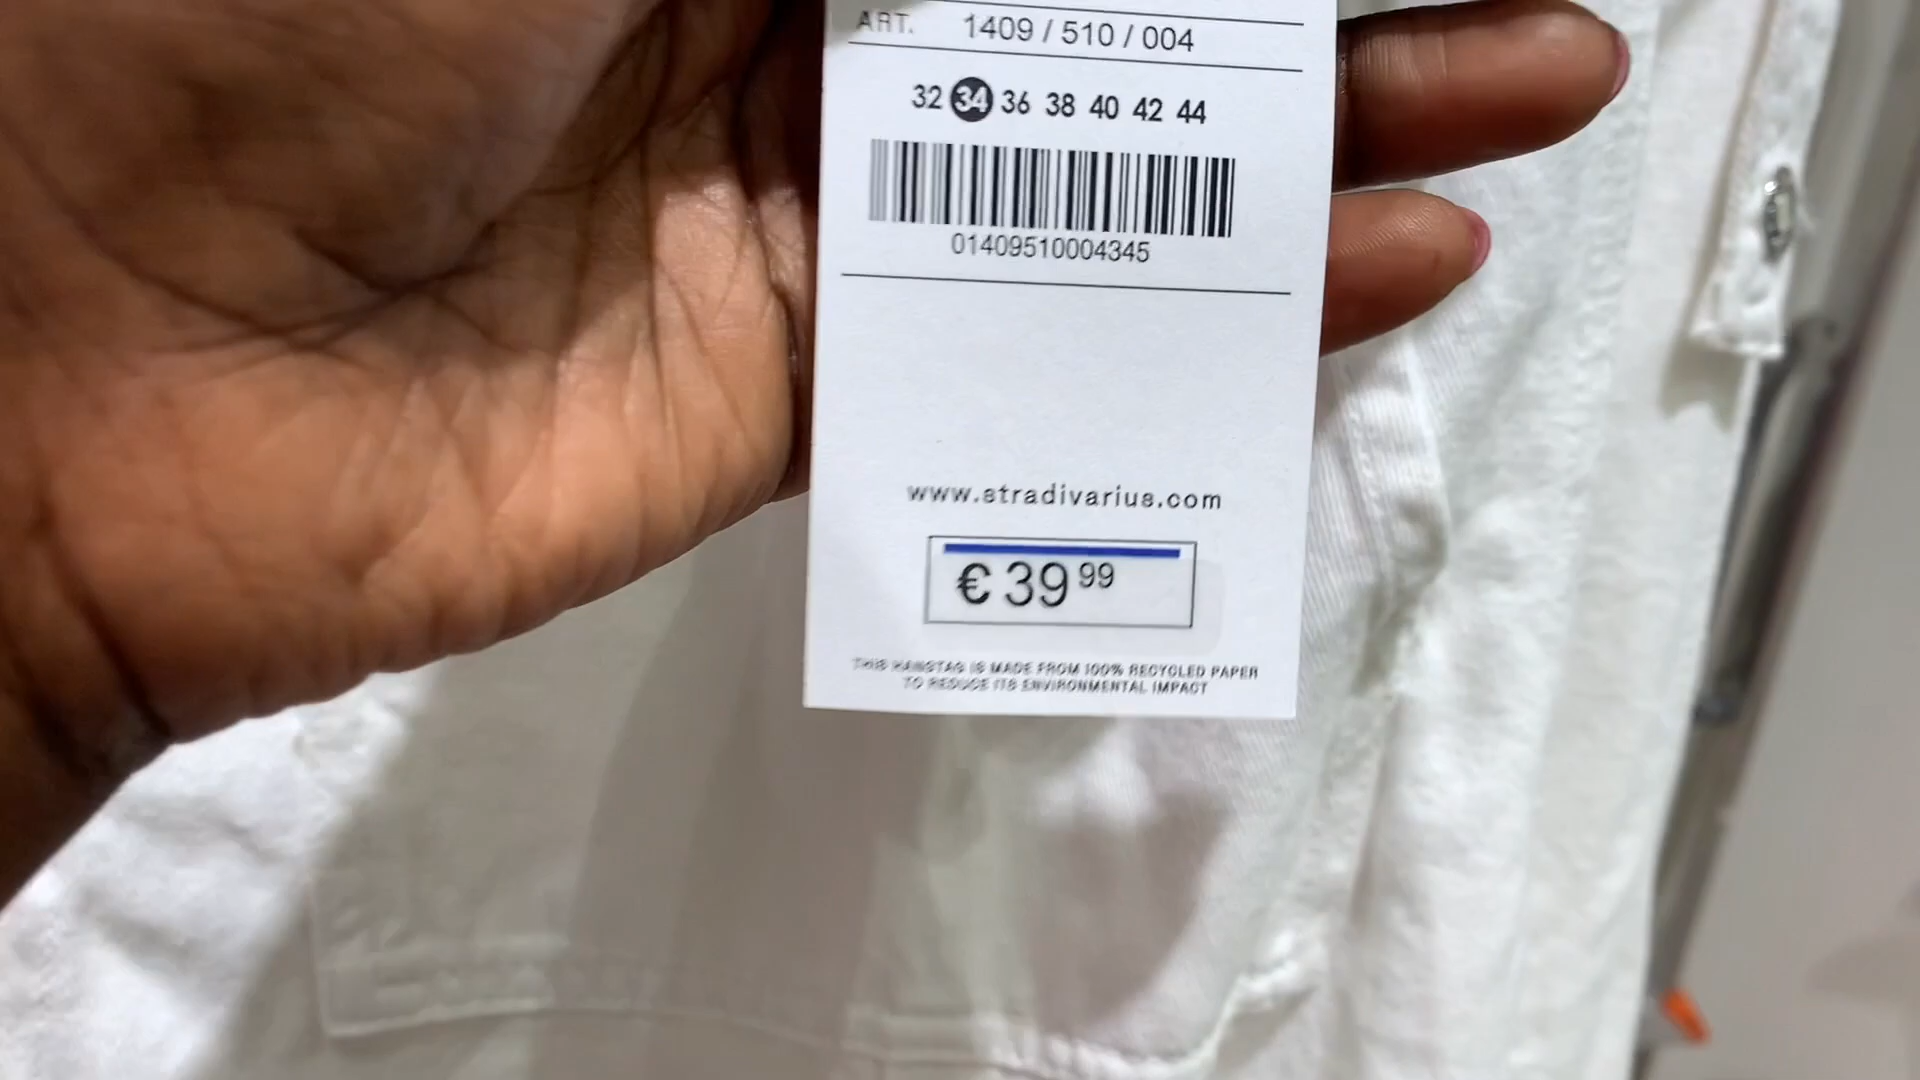 ART. 1409 / 510 / 004
32 34 36 38 40 42 44
01409510004345
www.stradivarius.com
€ 39 99
THIS HANGTAG IS MADE FROM 100% RECYCLED PAPER
TO REDUCE ITS ENVIRONMENTAL IMPACT